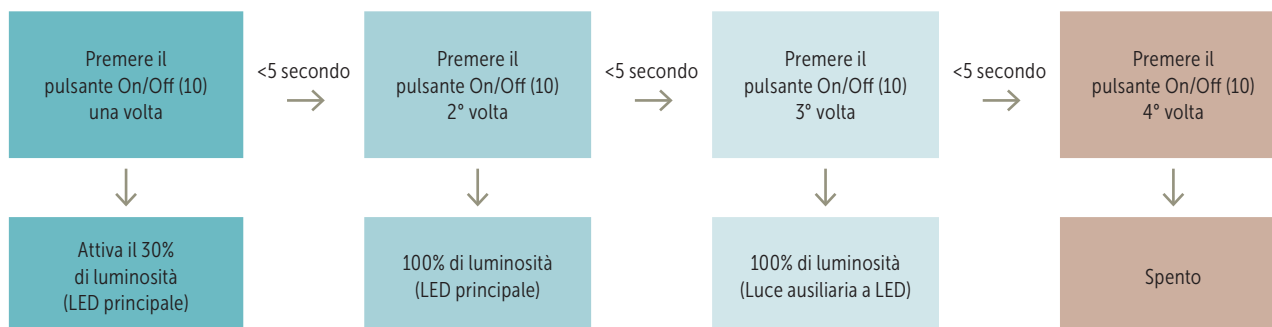 Premere il
pulsante On/Off (10)
una volta
<5 secondo
Premere il
pulsante On/Off (10)
2° volta
<5 secondo
Premere il
pulsante On/Off (10)
3° volta
<5 secondo
Premere il
pulsante On/Off (10)
4° volta
Attiva il 30%
di luminosità
(LED principale)
100% di luminosità
(LED principale)
100% di luminosità
(Luce ausiliaria a LED)
Spento